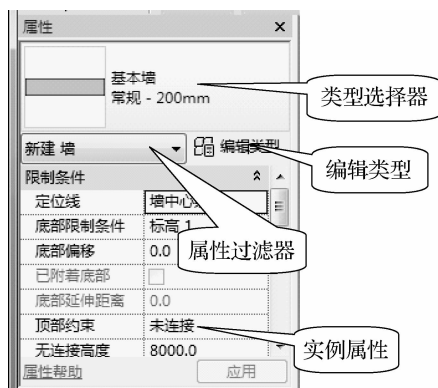 属性
基本墙
常规 - 200mm
类型选择器
新建 墙
编辑类型
编辑类型
限制条件
定位线 墙中心
底部限制条件 标高 1
属性过滤器
底部偏移 0.0
已附着底部
底部延伸距离 0.0
顶部约束 未连接
实例属性
无连接高度 8000.0
属性帮助
应用